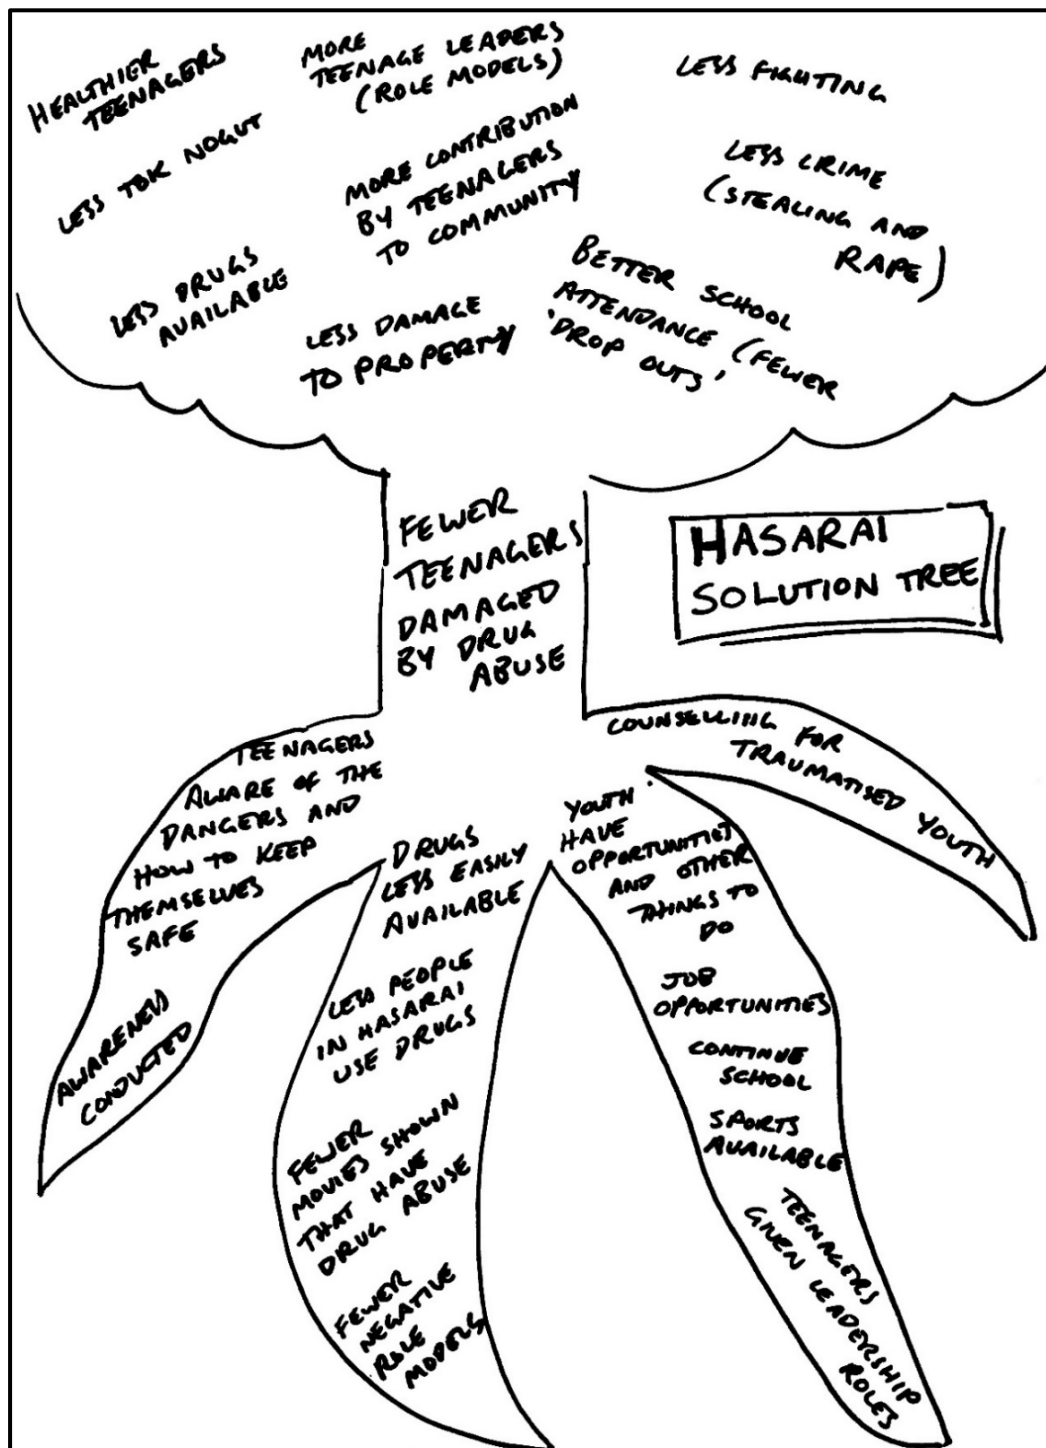 HEALTHIER
TEENAGERS
MORE
TEENAGE LEADERS
(ROLE MODELS)
LESS FIGHTING
LESS TOK NOGUT
MORE CONTRIBUTION
BY TEENAGERS
TO COMMUNITY
LESS CRIME
(STEALING AND
RAPE)
LESS DRUGS
AVAILABLE
LESS DAMAGE
TO PROPERTY
BETTER SCHOOL
ATTENDANCE (FEWER
'DROP OUTS'
FEWER
TEENAGERS
DAMAGED
BY DRUG
ABUSE
HASARAI
SOLUTION TREE
TEENAGERS
AWARE OF THE
DANGERS AND
HOW TO KEEP
THEMSELVES
SAFE
AWARENESS
CONDUCTED
DRUGS
LESS EASILY
AVAILABLE
LESS PEOPLE
IN HASARAI
USE DRUGS
FEWER
MOVIES SHOWN
THAT HAVE
DRUG ABUSE
FEWER
NEGATIVE
ROLE
MODELS
YOUTH
HAVE
OPPORTUNITIES
AND OTHER
THINGS TO
DO
JOB
OPPORTUNITIES
CONTINUE
SCHOOL
SPORTS
AVAILABLE
TEENAGERS
GIVEN LEADERSHIP
ROLES
COUNSELLING FOR
TRAUMATISED YOUTH